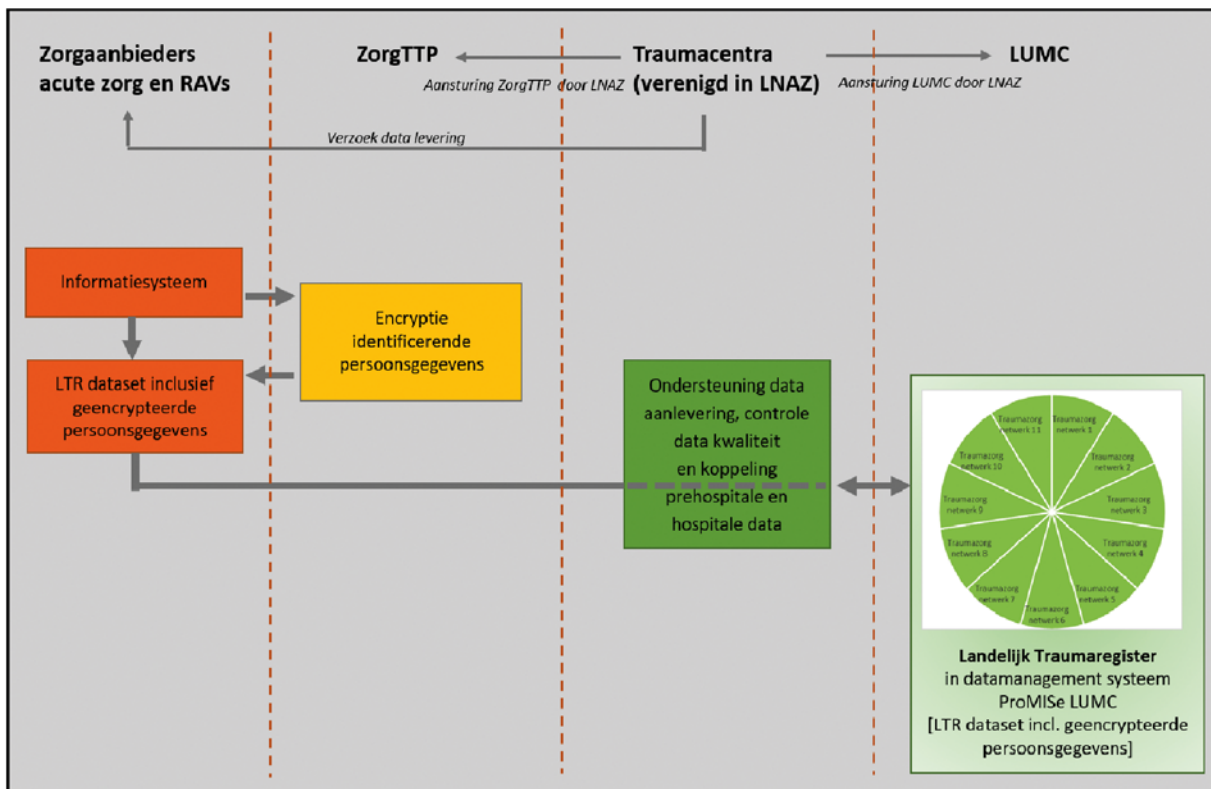 Zorgaanbieders
acute zorg en RAVs
ZorgTTP
Traumacentra
(verenigd in LNAZ)
LUMC
Aansturing ZorgTTP door LNAZ
Aansturing LUMC door LNAZ
Verzoek data levering
Informatiesysteem
Encryptie
identificerende
persoonsgegevens
LTR dataset inclusief
geencrypteerde
persoonsgegevens
Ondersteuning data
aanlevering, controle
data kwaliteit
en koppeling
prehospitale en
hospitale data
Traumazorg
netwerk 1
Traumazorg
netwerk 2
Traumazorg
netwerk 3
Traumazorg
netwerk 4
Traumazorg
netwerk 5
Traumazorg
netwerk 6
Traumazorg
netwerk 7
Traumazorg
netwerk 8
Traumazorg
netwerk 9
Traumazorg
netwerk 10
Traumazorg
netwerk 11
Landelijk Traumaregister
in datamanagement systeem
ProMISe LUMC
[LTR dataset incl. geencrypteerde
persoonsgegevens]